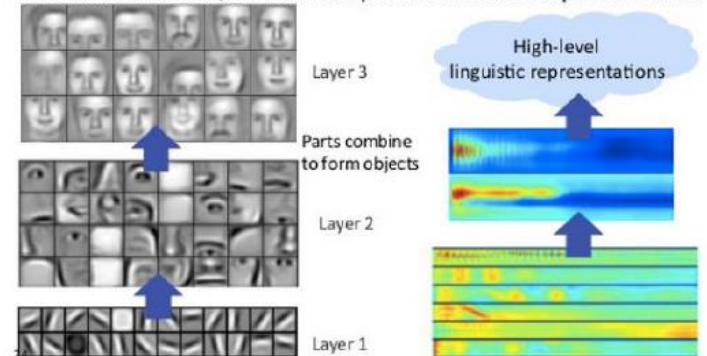 Layer 3
High-level
linguistic representations
Parts combine
to form objects
Layer 2
Layer 1